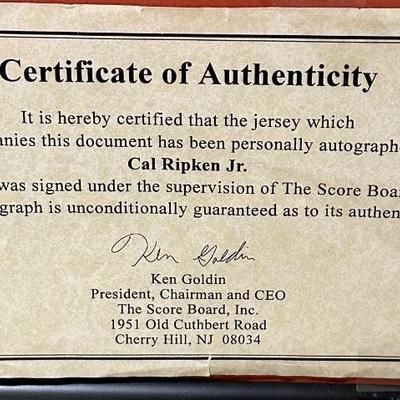 Certificate of Authenticity
It is hereby certified that the jersey which
anies this document has been personally autographe
Cal Ripken Jr.
was signed under the supervision of The Score Boar
graph is unconditionally guaranteed as to its authen
Ken Goldin
Ken Goldin
President, Chairman and CEO
The Score Board, Inc.
1951 Old Cuthbert Road
Cherry Hill, NJ 08034